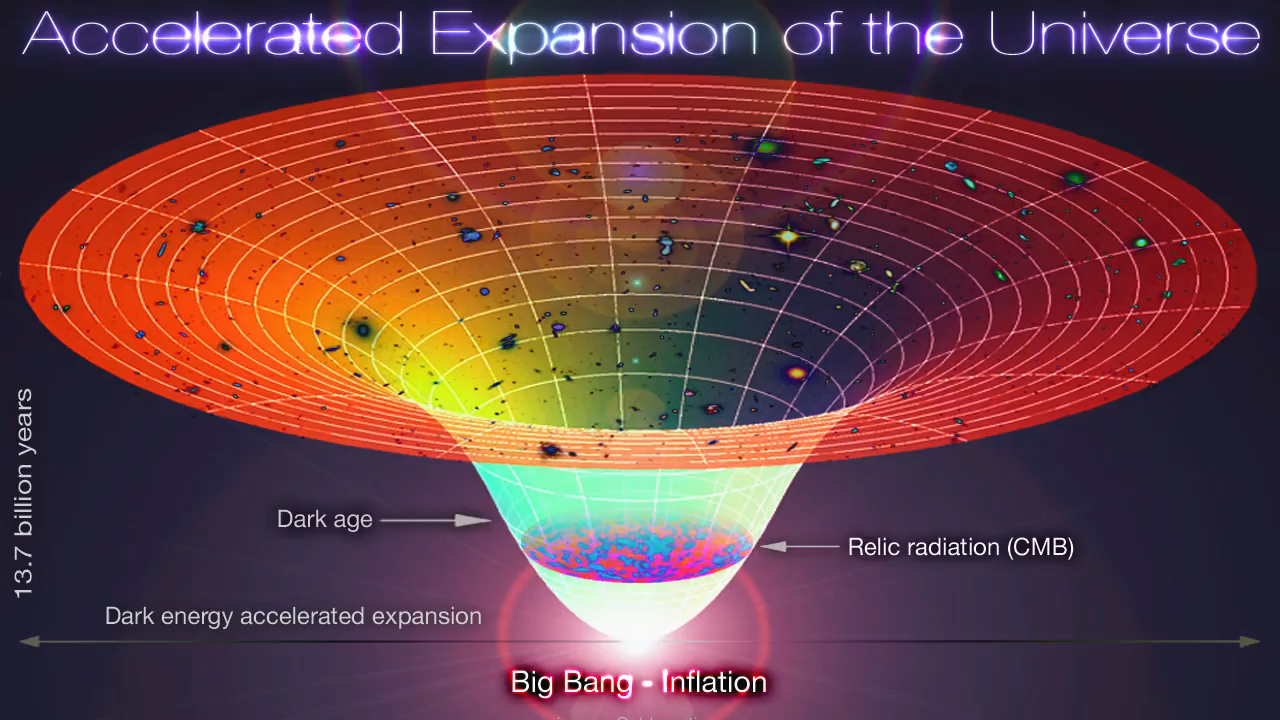 Accelerated Expansion of the Universe
13.7 billion years
Dark age
Relic radiation (CMB)
Dark energy accelerated expansion
Big Bang - Inflation